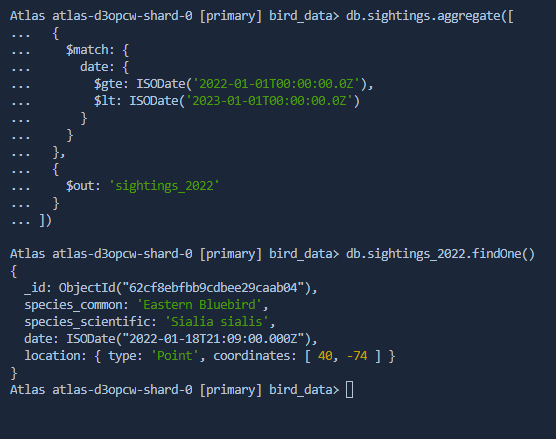 Atlas atlas-d3opcw-shard-0 [primary] bird_data> db.sightings.aggregate([
...   {
...     $match: {
...       date: {
...         $gte: ISODate('2022-01-01T00:00:00.0Z'),
...         $lt: ISODate('2023-01-01T00:00:00.0Z')
...       }
...     }
...   },
...   {
...     $out: 'sightings_2022'
...   }
... ])
Atlas atlas-d3opcw-shard-0 [primary] bird_data> db.sightings_2022.findOne()
{
  _id: ObjectId("62cf8ebfbb9cdbee29caab04"),
  species_common: 'Eastern Bluebird',
  species_scientific: 'Sialia sialis',
  date: ISODate("2022-01-18T21:09:00.000Z"),
  location: { type: 'Point', coordinates: [ 40, -74 ] }
}
Atlas atlas-d3opcw-shard-0 [primary] bird_data>